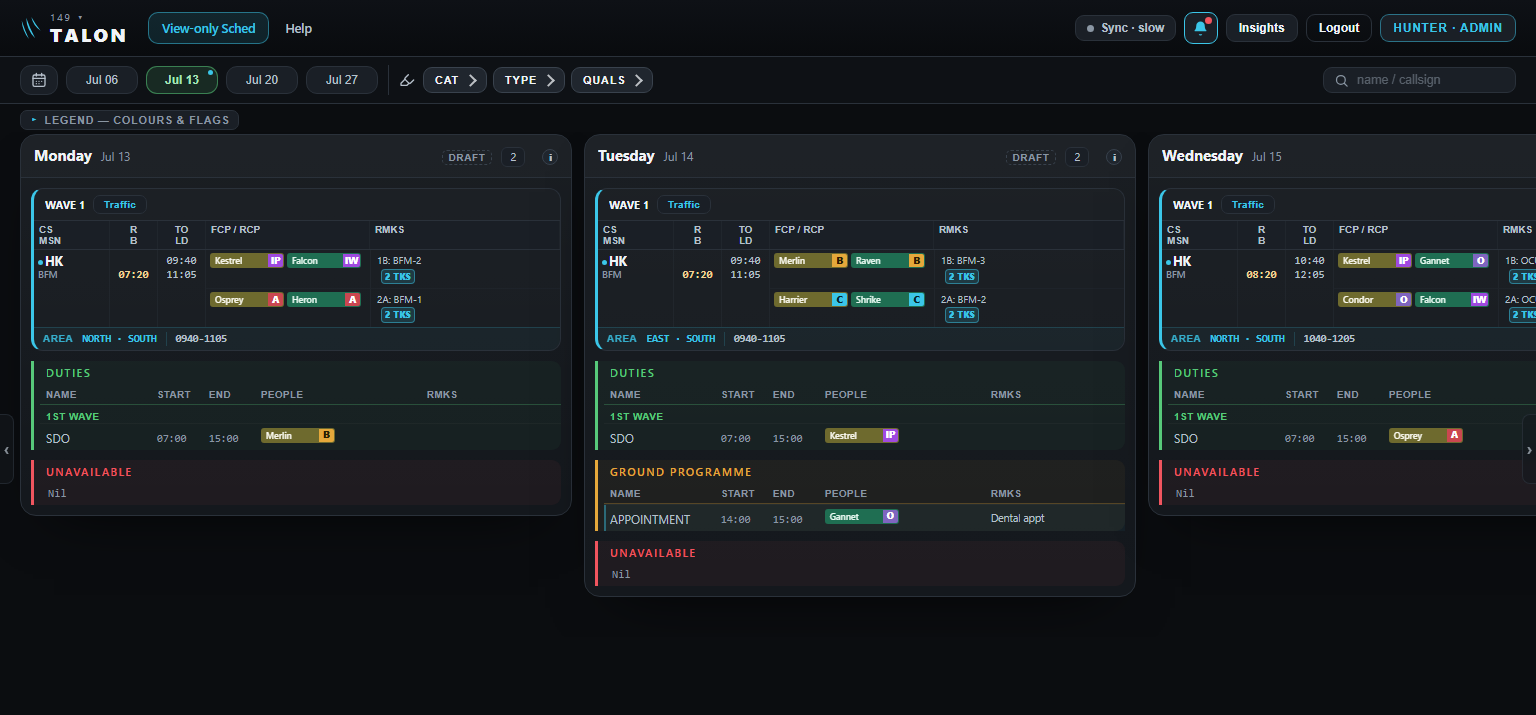 149 ▾
TALON
View-only Sched
Help
Sync · slow
Insights
Logout
HUNTER · ADMIN
Jul 06
Jul 13
Jul 20
Jul 27
CAT
TYPE
QUALS
name / callsign
LEGEND — COLOURS & FLAGS
Monday Jul 13 DRAFT 2 i
WAVE 1 Traffic
CS R TO FCP / RCP RMKS
MSN B LD
HK 09:40 Kestrel IP Falcon IW 1B: BFM-2
BFM 07:20 11:05 2 TKS
Osprey A Heron A 2A: BFM-1
2 TKS
AREA NORTH · SOUTH 0940-1105
DUTIES
NAME START END PEOPLE RMKS
1ST WAVE
SDO 07:00 15:00 Merlin B
UNAVAILABLE
Nil
Tuesday Jul 14 DRAFT 2 i
WAVE 1 Traffic
CS R TO FCP / RCP RMKS
MSN B LD
HK 09:40 Merlin B Raven B 1B: BFM-3
BFM 07:20 11:05 2 TKS
Harrier C Shrike C 2A: BFM-2
2 TKS
AREA EAST · SOUTH 0940-1105
DUTIES
NAME START END PEOPLE RMKS
1ST WAVE
SDO 07:00 15:00 Kestrel IP
GROUND PROGRAMME
NAME START END PEOPLE RMKS
APPOINTMENT 14:00 15:00 Gannet O Dental appt
UNAVAILABLE
Nil
Wednesday Jul 15
WAVE 1 Traffic
CS R TO FCP / RCP RMKS
MSN B LD
HK 10:40 Kestrel IP Gannet O 1B:
BFM 08:20 12:05 2 TKS
Condor O Falcon IW 2A:
2 TKS
AREA NORTH · SOUTH 1040-1205
DUTIES
NAME START END PEOPLE
1ST WAVE
SDO 07:00 15:00 Osprey A
UNAVAILABLE
Nil